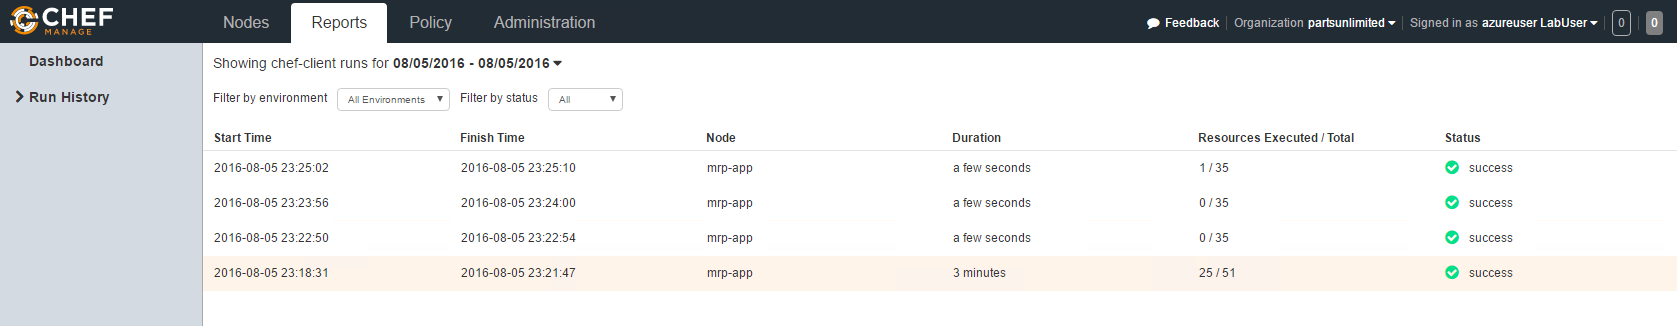 CHEF
MANAGE
Nodes Reports Policy Administration Feedback Organization partsunlimited Signed in as azureuser LabUser 0 0
Dashboard
Run History
Showing chef-client runs for 08/05/2016 - 08/05/2016
Filter by environment All Environments Filter by status All
Start Time Finish Time Node Duration Resources Executed / Total Status
2016-08-05 23:25:02 2016-08-05 23:25:10 mrp-app a few seconds 1 / 35 success
2016-08-05 23:23:56 2016-08-05 23:24:00 mrp-app a few seconds 0 / 35 success
2016-08-05 23:22:50 2016-08-05 23:22:54 mrp-app a few seconds 0 / 35 success
2016-08-05 23:18:31 2016-08-05 23:21:47 mrp-app 3 minutes 25 / 51 success